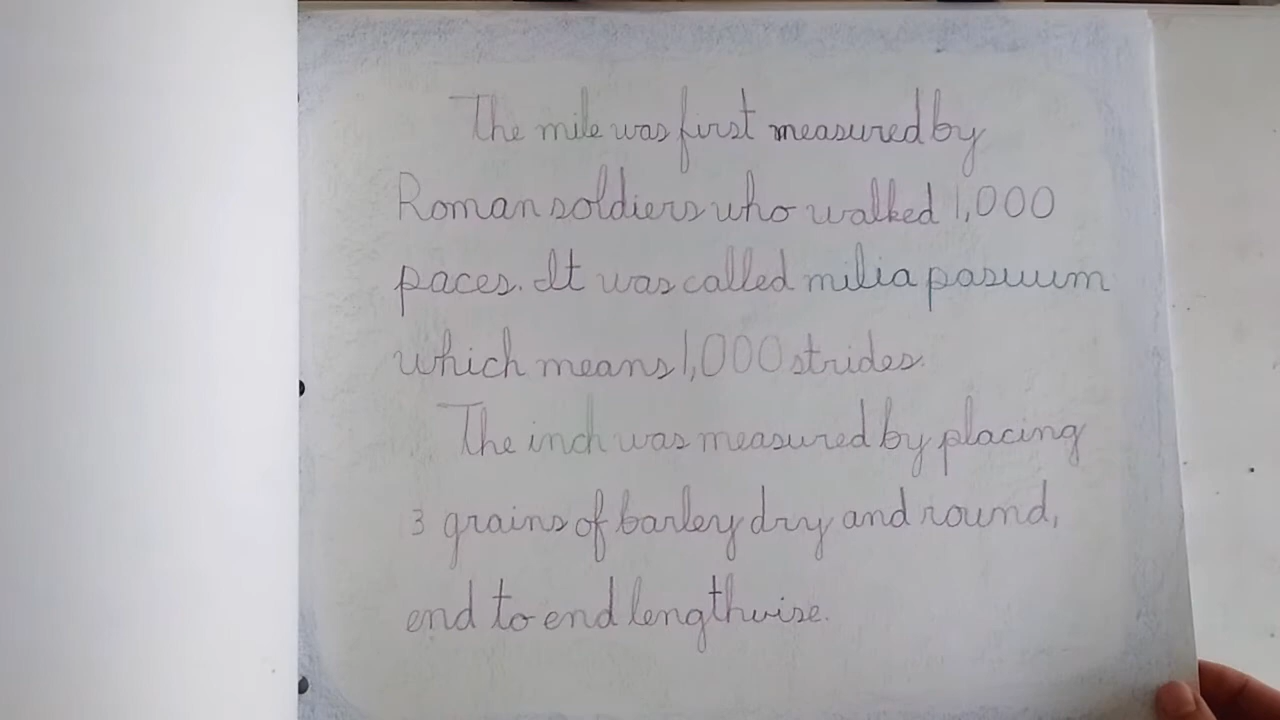 The mile was first measured by
Roman soldiers who walked 1,000
paces. It was called milia pasuum
which means 1,000 strides.
The inch was measured by placing
3 grains of barley dry and round,
end to end lengthwise.